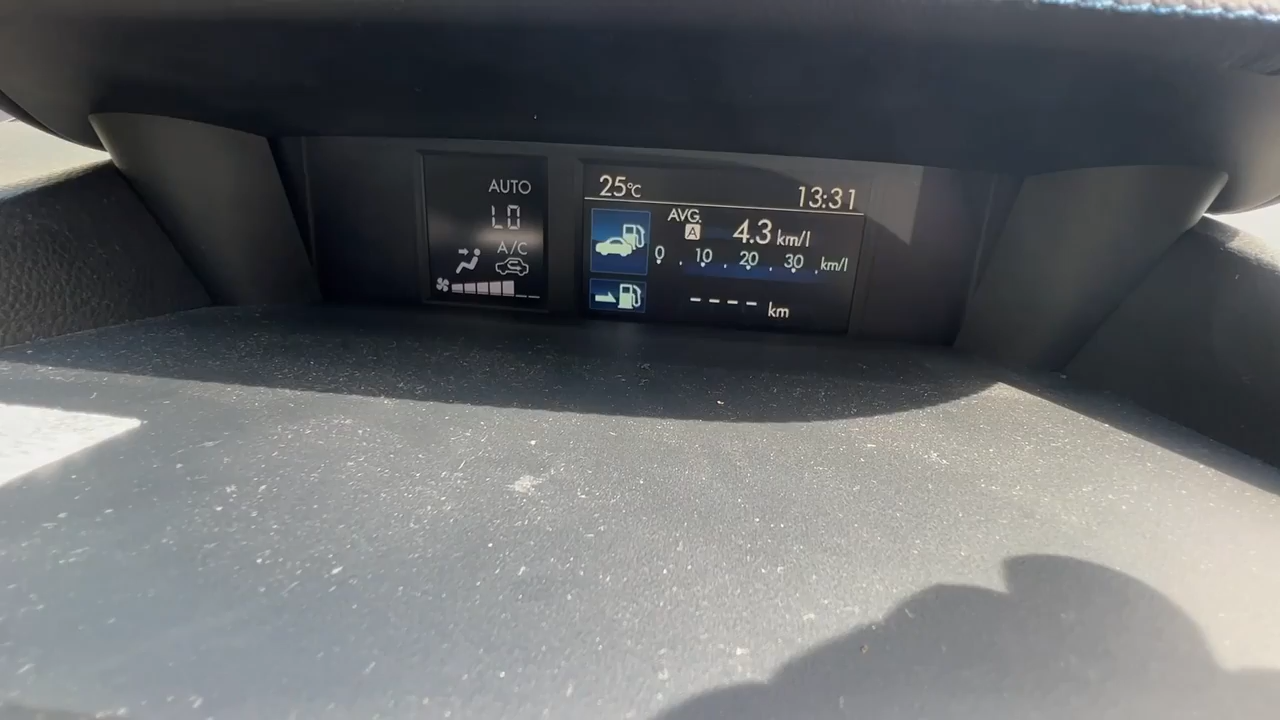 AUTO
LO
A/C
25°C 13:31
AVG.
A 4.3 km/l
0 . 10 . 20 . 30 . km/l
---- km